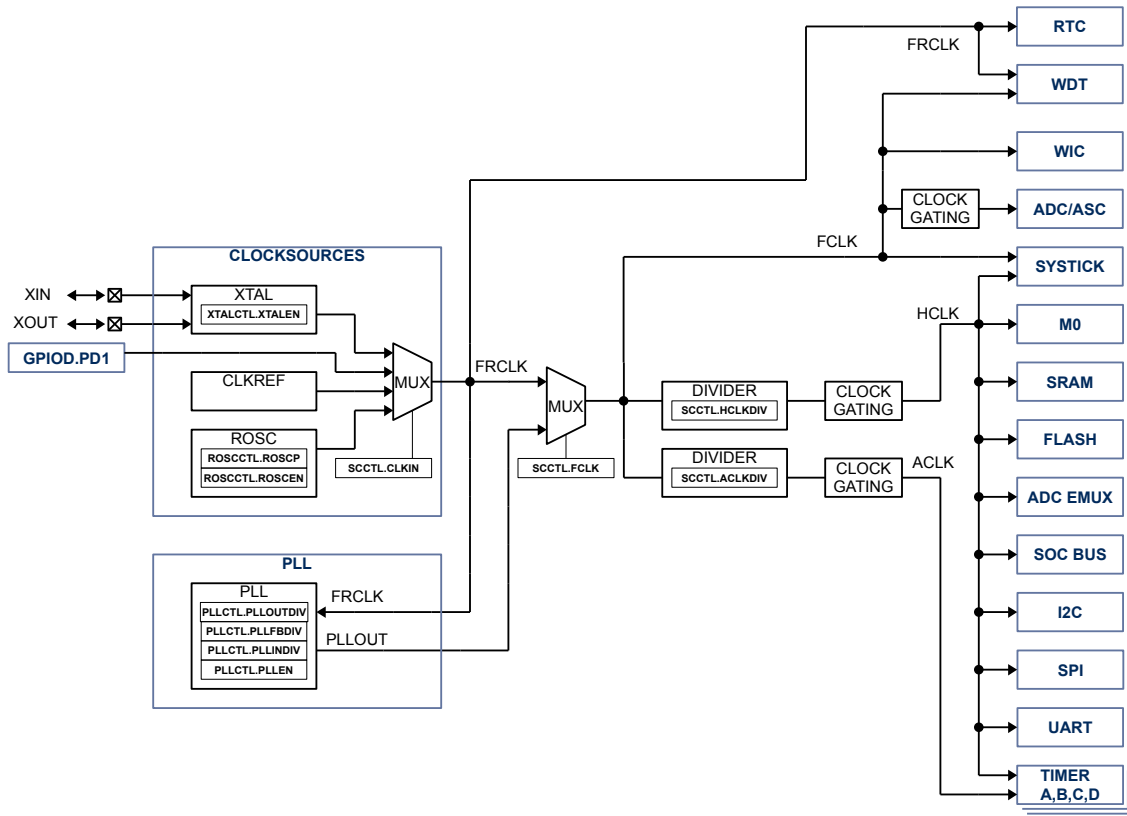 RTC
FRCLK
WDT
WIC
CLOCK
GATING
ADC/ASC
FCLK
SYSTICK
CLOCKSOURCES
XIN
XTAL
XTALCTL.XTALEN
XOUT
HCLK
M0
GPIOD.PD1
FRCLK
CLKREF
MUX
MUX
DIVIDER
SCCTL.HCLKDIV
CLOCK
GATING
SRAM
ROSC
ROSCCTL.ROSCP
ROSCCTL.ROSCEN
SCCTL.CLKIN
SCCTL.FCLK
DIVIDER
SCCTL.ACLKDIV
CLOCK
GATING
ACLK
FLASH
ADC EMUX
SOC BUS
PLL
PLL
PLLCTL.PLLOUTDIV
PLLCTL.PLLFBDIV
PLLCTL.PLLINDIV
PLLCTL.PLLEN
FRCLK
PLLOUT
I2C
SPI
UART
TIMER
A,B,C,D